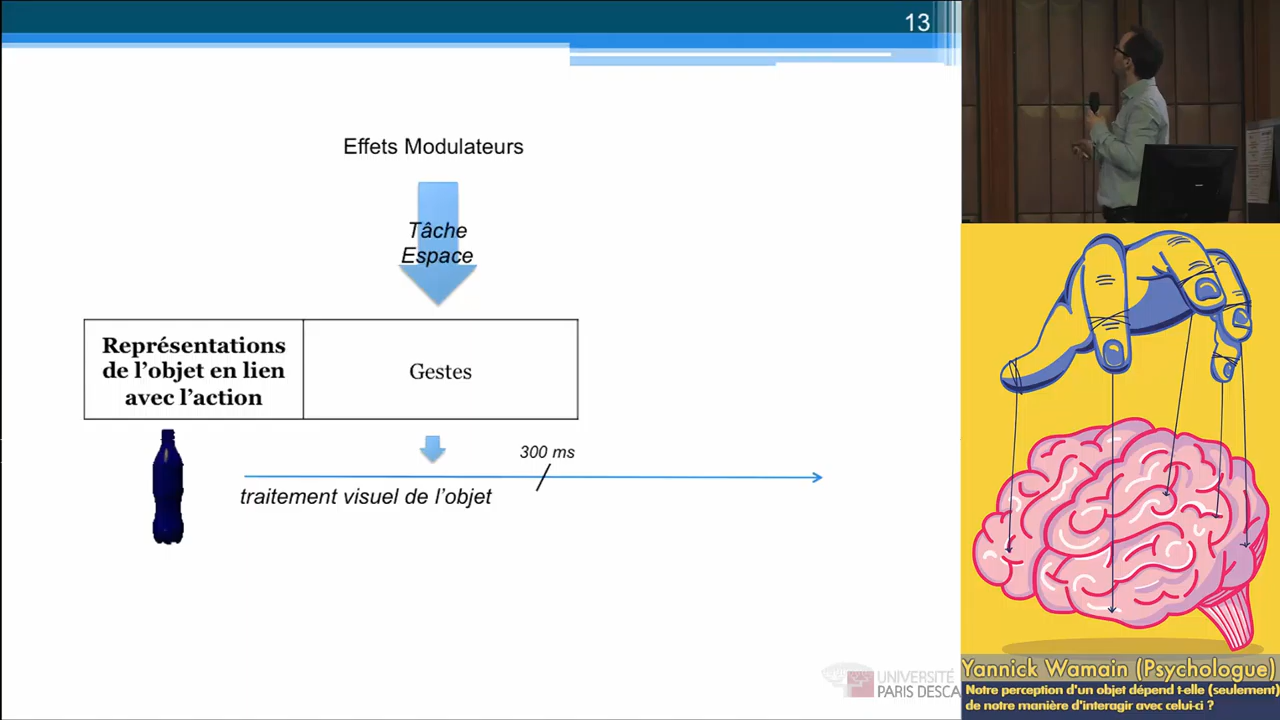 13
Effets Modulateurs
Tâche
Espace
Représentations
de l'objet en lien
avec l'action
Gestes
300 ms
traitement visuel de l'objet
UNIVERSITÉ
PARIS DESCA
Yannick Wamain (Psychologue)
Notre perception d'un objet dépend t-elle (seulement)
de notre manière d'interagir avec celui-ci ?